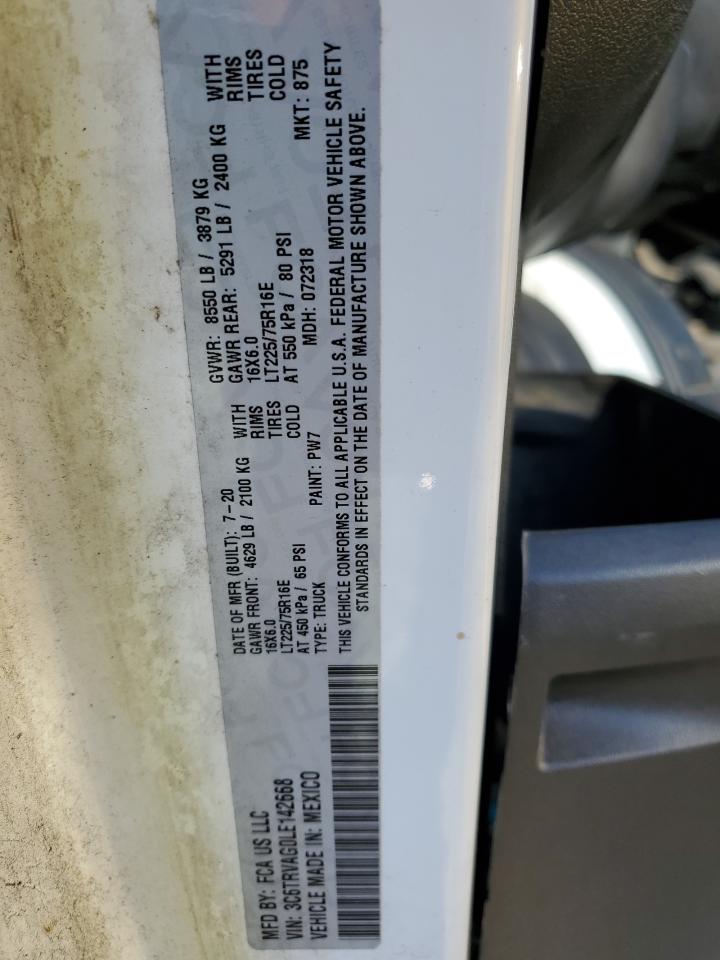 MFD BY: FCA US LLC
VIN: 3C6TRVAG0LE142668
VEHICLE MADE IN: MEXICO
DATE OF MFR (BUILT): 7-20
GAWR FRONT: 4629 LB / 2100 KG WITH
16X6.0 RIMS
LT225/75R16E TIRES
AT 450 kPa / 65 PSI COLD
TYPE: TRUCK PAINT: PW7
GVWR: 8550 LB / 3879 KG
GAWR REAR: 5291 LB / 2400 KG WITH
16X6.0 RIMS
LT225/75R16E TIRES
AT 550 kPa / 80 PSI COLD
MDH: 072318 MKT: 875
THIS VEHICLE CONFORMS TO ALL APPLICABLE U.S.A. FEDERAL MOTOR VEHICLE SAFETY
STANDARDS IN EFFECT ON THE DATE OF MANUFACTURE SHOWN ABOVE.